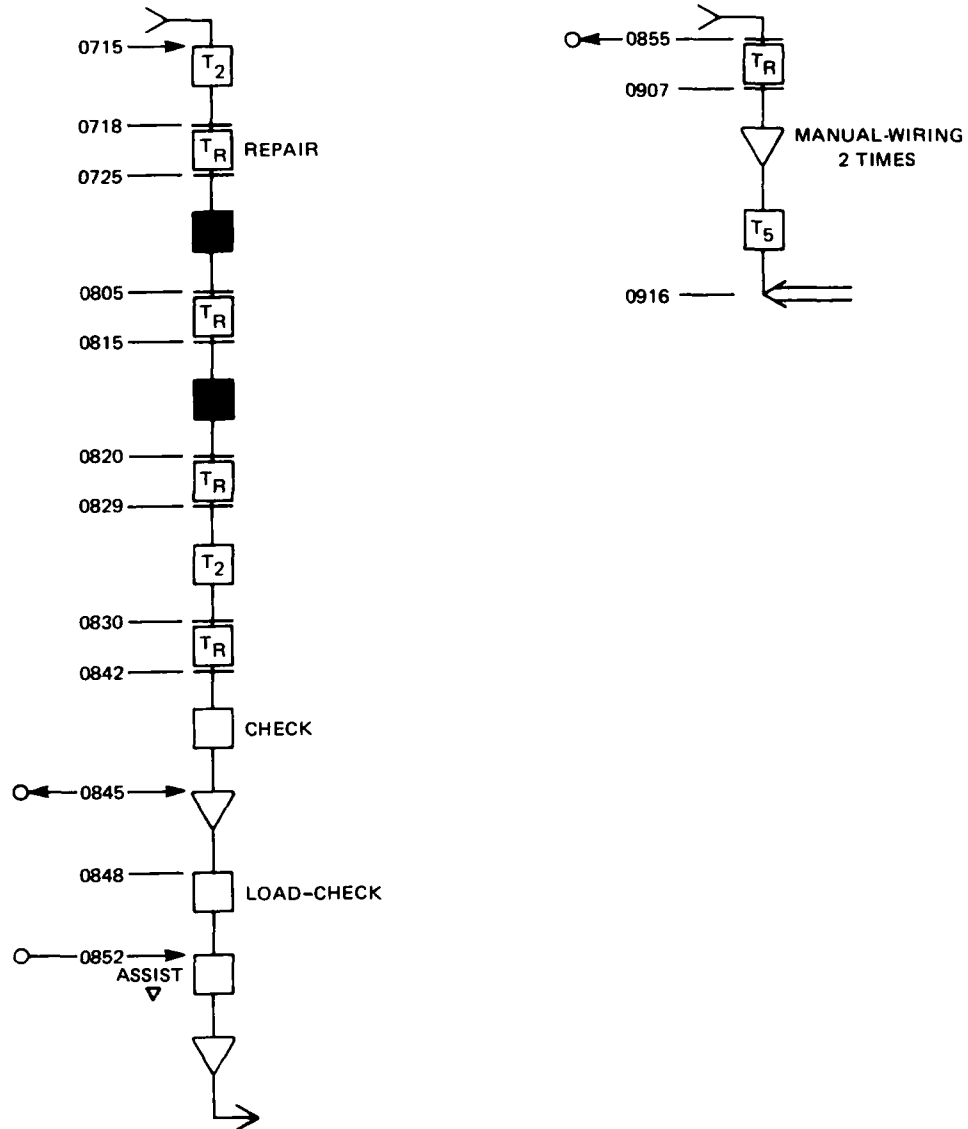 0715
T2
0718
TR REPAIR
0725
0805
TR
0815
0820
TR
0829
T2
0830
TR
0842
CHECK
0845
0848
LOAD-CHECK
0852
ASSIST
0855
TR
0907
MANUAL-WIRING
2 TIMES
T5
0916